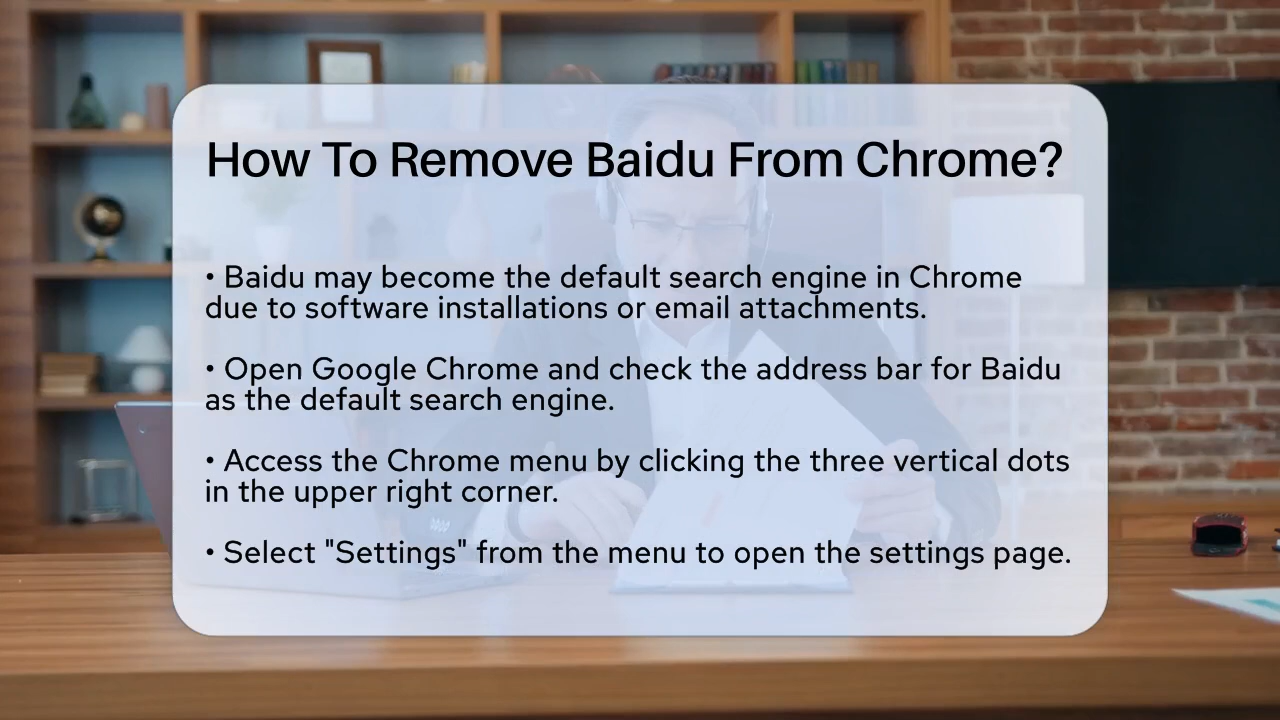 How To Remove Baidu From Chrome?
• Baidu may become the default search engine in Chrome
due to software installations or email attachments.
• Open Google Chrome and check the address bar for Baidu
as the default search engine.
• Access the Chrome menu by clicking the three vertical dots
in the upper right corner.
• Select "Settings" from the menu to open the settings page.